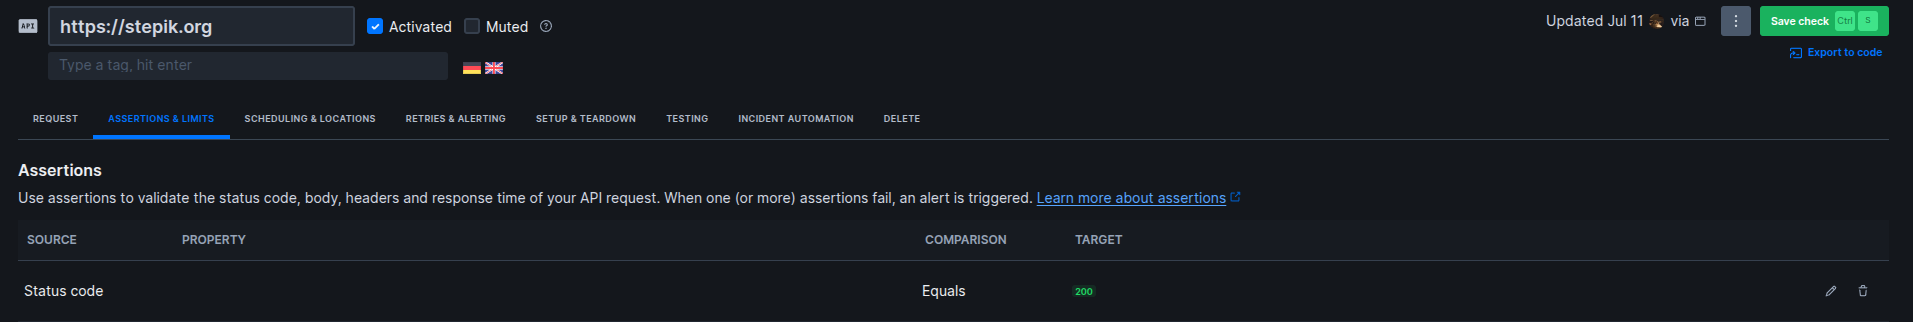 API https://stepik.org Activated Muted Updated Jul 11 via Save check Ctrl S
Type a tag, hit enter Export to code
REQUEST ASSERTIONS & LIMITS SCHEDULING & LOCATIONS RETRIES & ALERTING SETUP & TEARDOWN TESTING INCIDENT AUTOMATION DELETE
Assertions
Use assertions to validate the status code, body, headers and response time of your API request. When one (or more) assertions fail, an alert is triggered. Learn more about assertions
SOURCE PROPERTY COMPARISON TARGET
Status code Equals 200